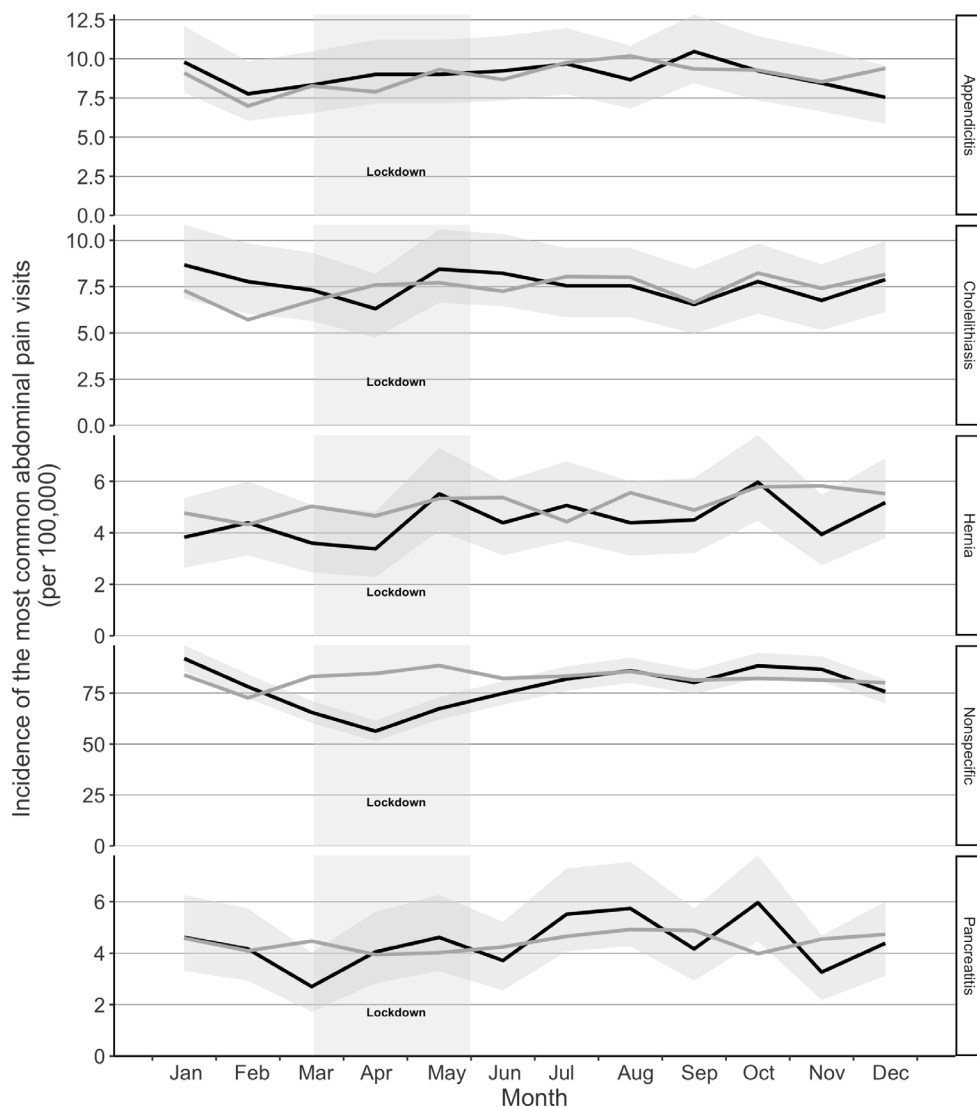 Incidence of the most common abdominal pain visits
(per 100,000)
12.5
10.0
7.5
5.0
2.5
0.0
Lockdown
Appendicitis
10.0
7.5
5.0
2.5
0.0
Lockdown
Cholelithiasis
6
4
2
0
Lockdown
Hernia
75
50
25
0
Lockdown
Nonspecific
6
4
2
0
Lockdown
Pancreatitis
Jan Feb Mar Apr May Jun Jul Aug Sep Oct Nov Dec
Month